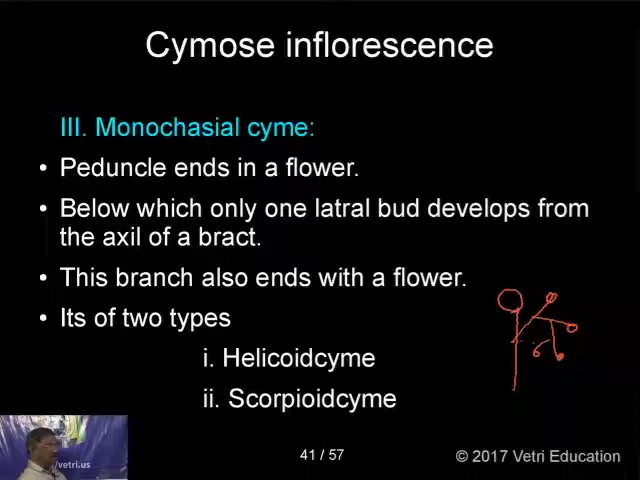 Cymose inflorescence
III. Monochasial cyme:
• Peduncle ends in a flower.
• Below which only one latral bud develops from
the axil of a bract.
• This branch also ends with a flower.
• Its of two types
i. Helicoidcyme
ii. Scorpioidcyme
/vetri.us
41 / 57
© 2017 Vetri Education